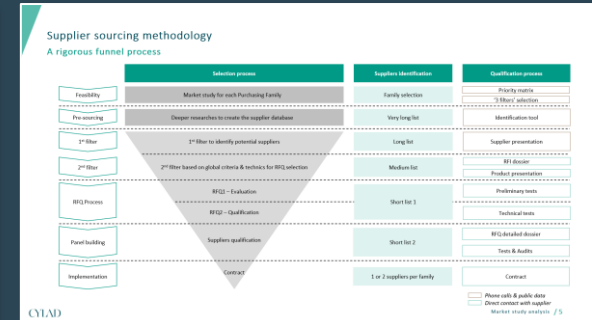 Supplier sourcing methodology
A rigorous funnel process
Selection process
Suppliers identification
Qualification process
Feasibility
Market study for each Purchasing Family
Family selection
Priority matrix
'3 filters' selection
Pre-sourcing
Deeper researches to create the supplier database
Very long list
Identification tool
1st filter
1st filter to identify potential suppliers
Long list
Supplier presentation
2nd filter
2nd filter based on global criteria & technics for RFQ selection
Medium list
RFI dossier
Product presentation
RFQ Process
RFQ1 – Evaluation
RFQ2 – Qualification
Short list 1
Preliminary tests
Technical tests
Panel building
Suppliers qualification
Short list 2
RFQ detailed dossier
Tests & Audits
Implementation
Contract
1 or 2 suppliers per family
Contract
Phone calls & public data
Direct contact with supplier
CYLAD
Market study analysis / 5